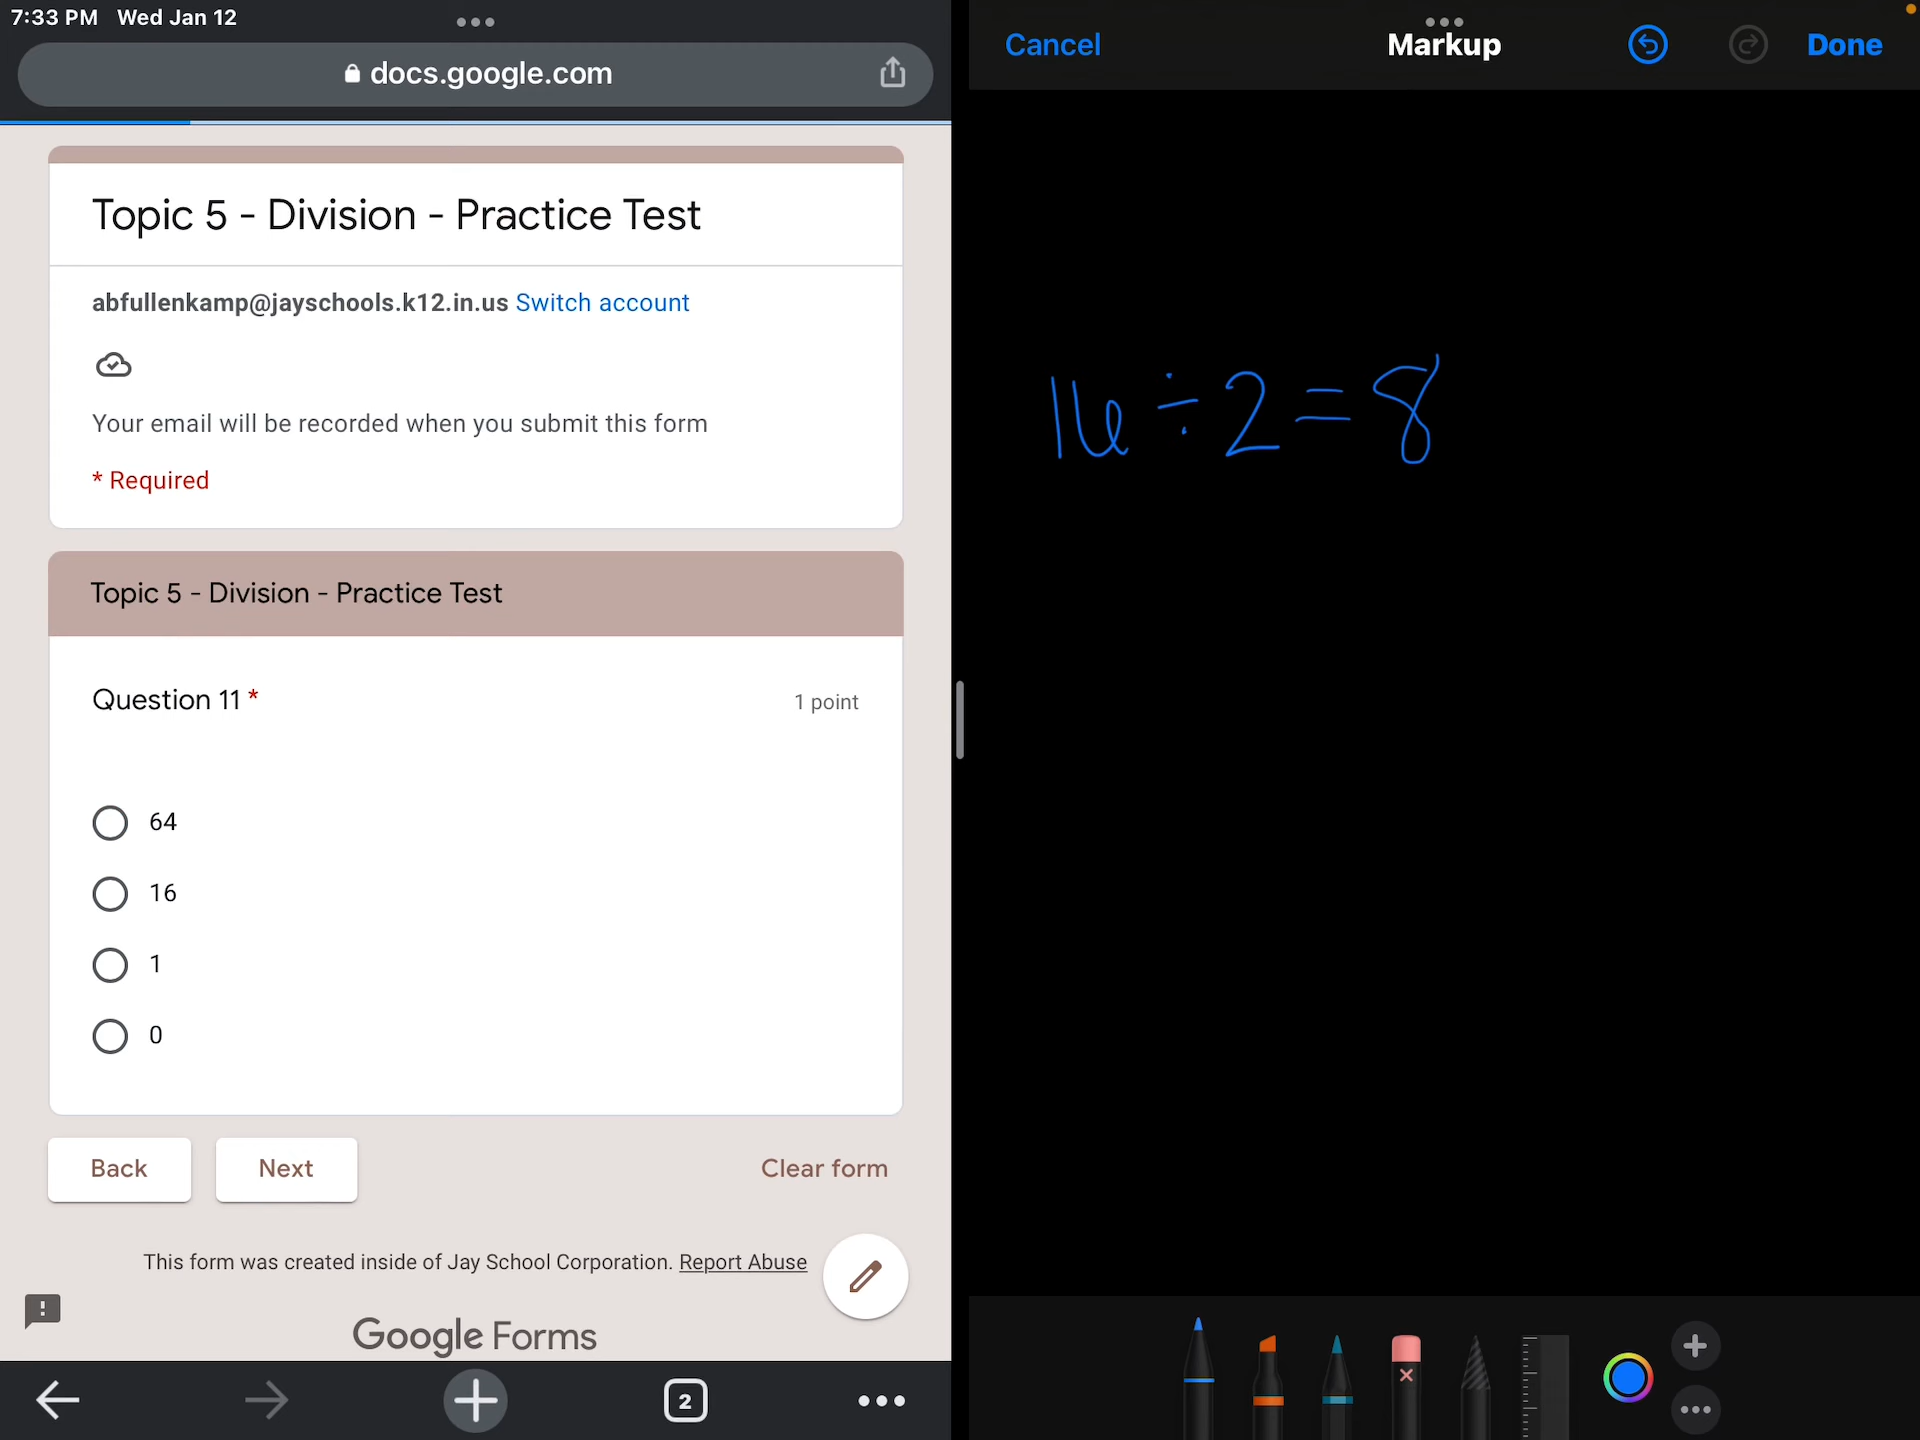 7:33 PM Wed Jan 12
docs.google.com
Topic 5 - Division - Practice Test
abfullenkamp@jayschools.k12.in.us Switch account
Your email will be recorded when you submit this form
* Required
Topic 5 - Division - Practice Test
Question 11 *
1 point
64
16
1
0
Back
Next
Clear form
This form was created inside of Jay School Corporation. Report Abuse
Google Forms
2
Cancel
Markup
Done
16 ÷ 2 = 8